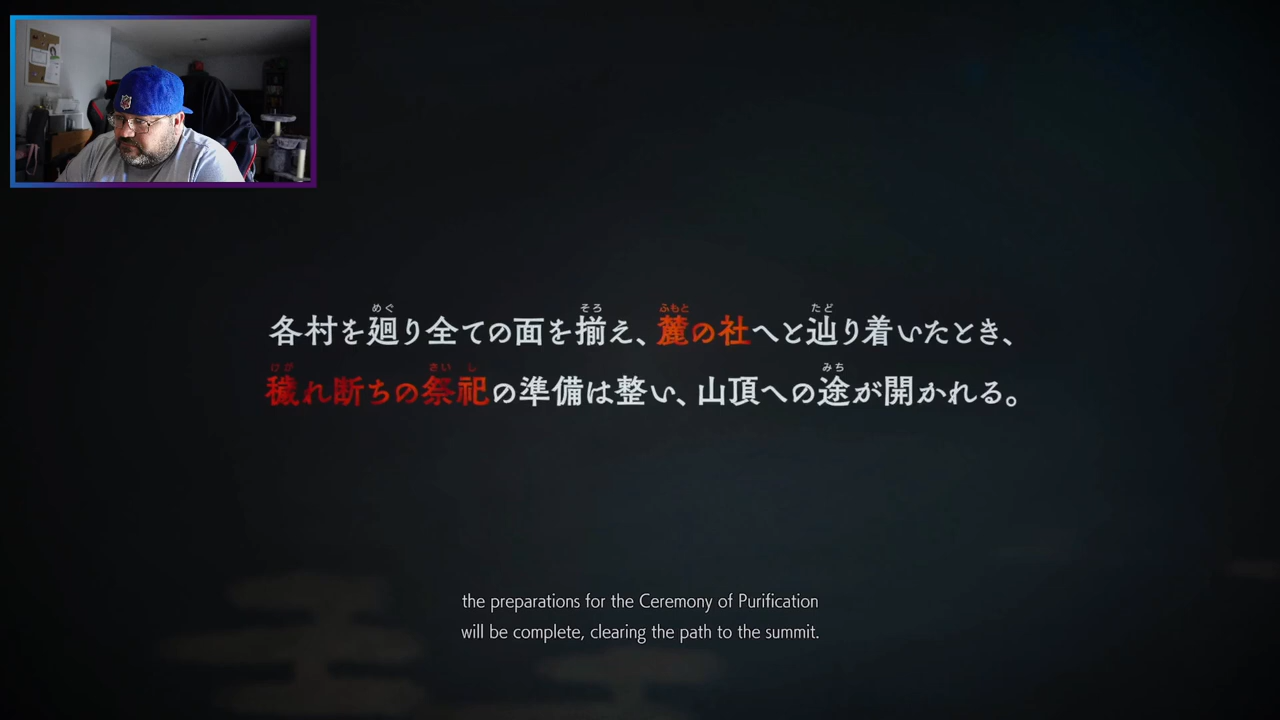 各村を廻り全ての面を揃え、麓の社へと辿り着いたとき、
穢れ断ちの祭祀の準備は整い、山頂への途が開かれる。
the preparations for the Ceremony of Purification
will be complete, clearing the path to the summit.